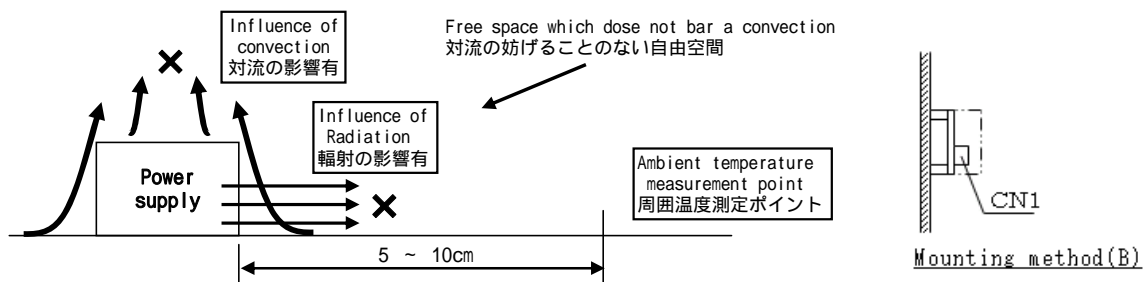 Influence of
convection
対流の影響有
Free space which dose not bar a convection
対流の妨げることのない自由空間
Influence of
Radiation
輻射の影響有
Power
supply
Ambient temperature
measurement point
周囲温度測定ポイント
5 ~ 10cm
CN1
Mounting method(B)